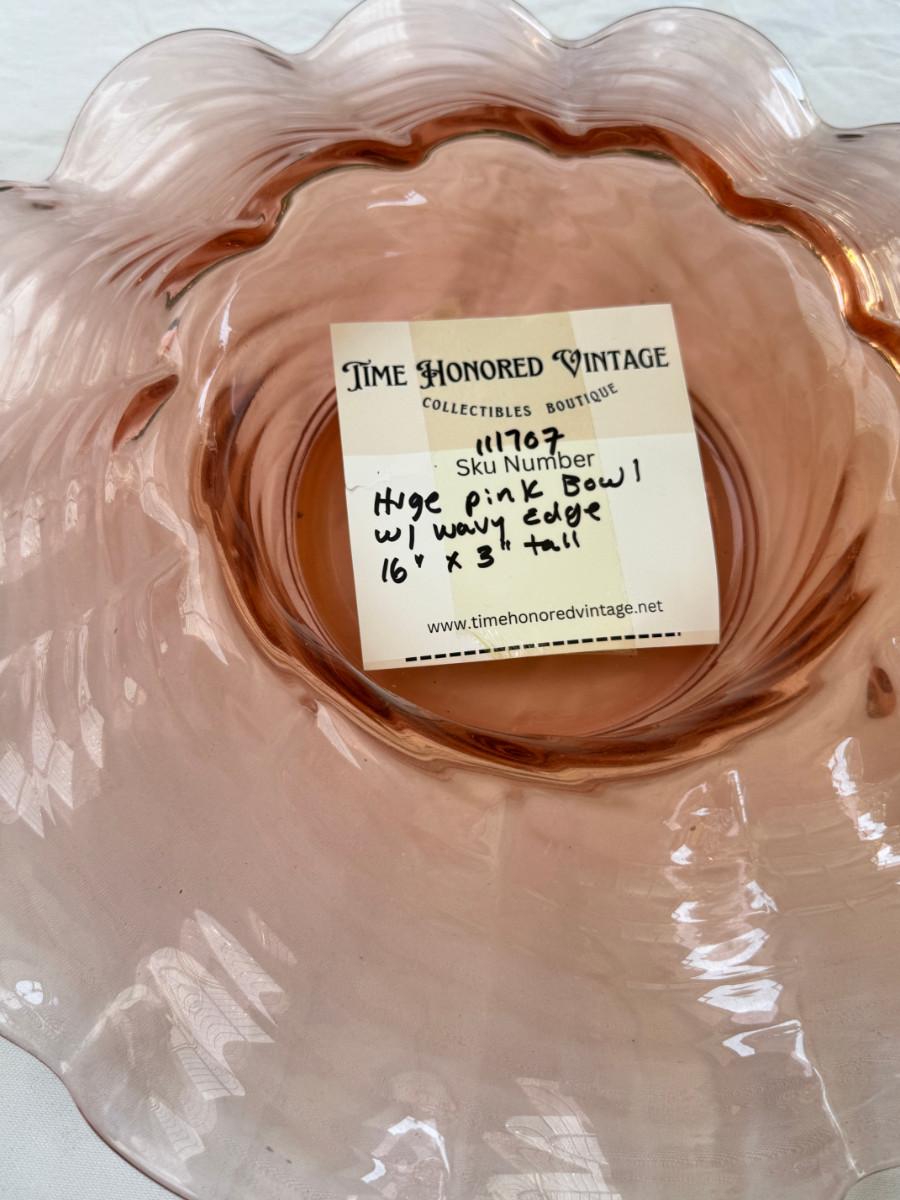 TIME HONORED VINTAGE
COLLECTIBLES BOUTIQUE
111707
Sku Number
Huge pink Bowl
w/ wavy Edge
16" x 3" tall
www.timehonoredvintage.net